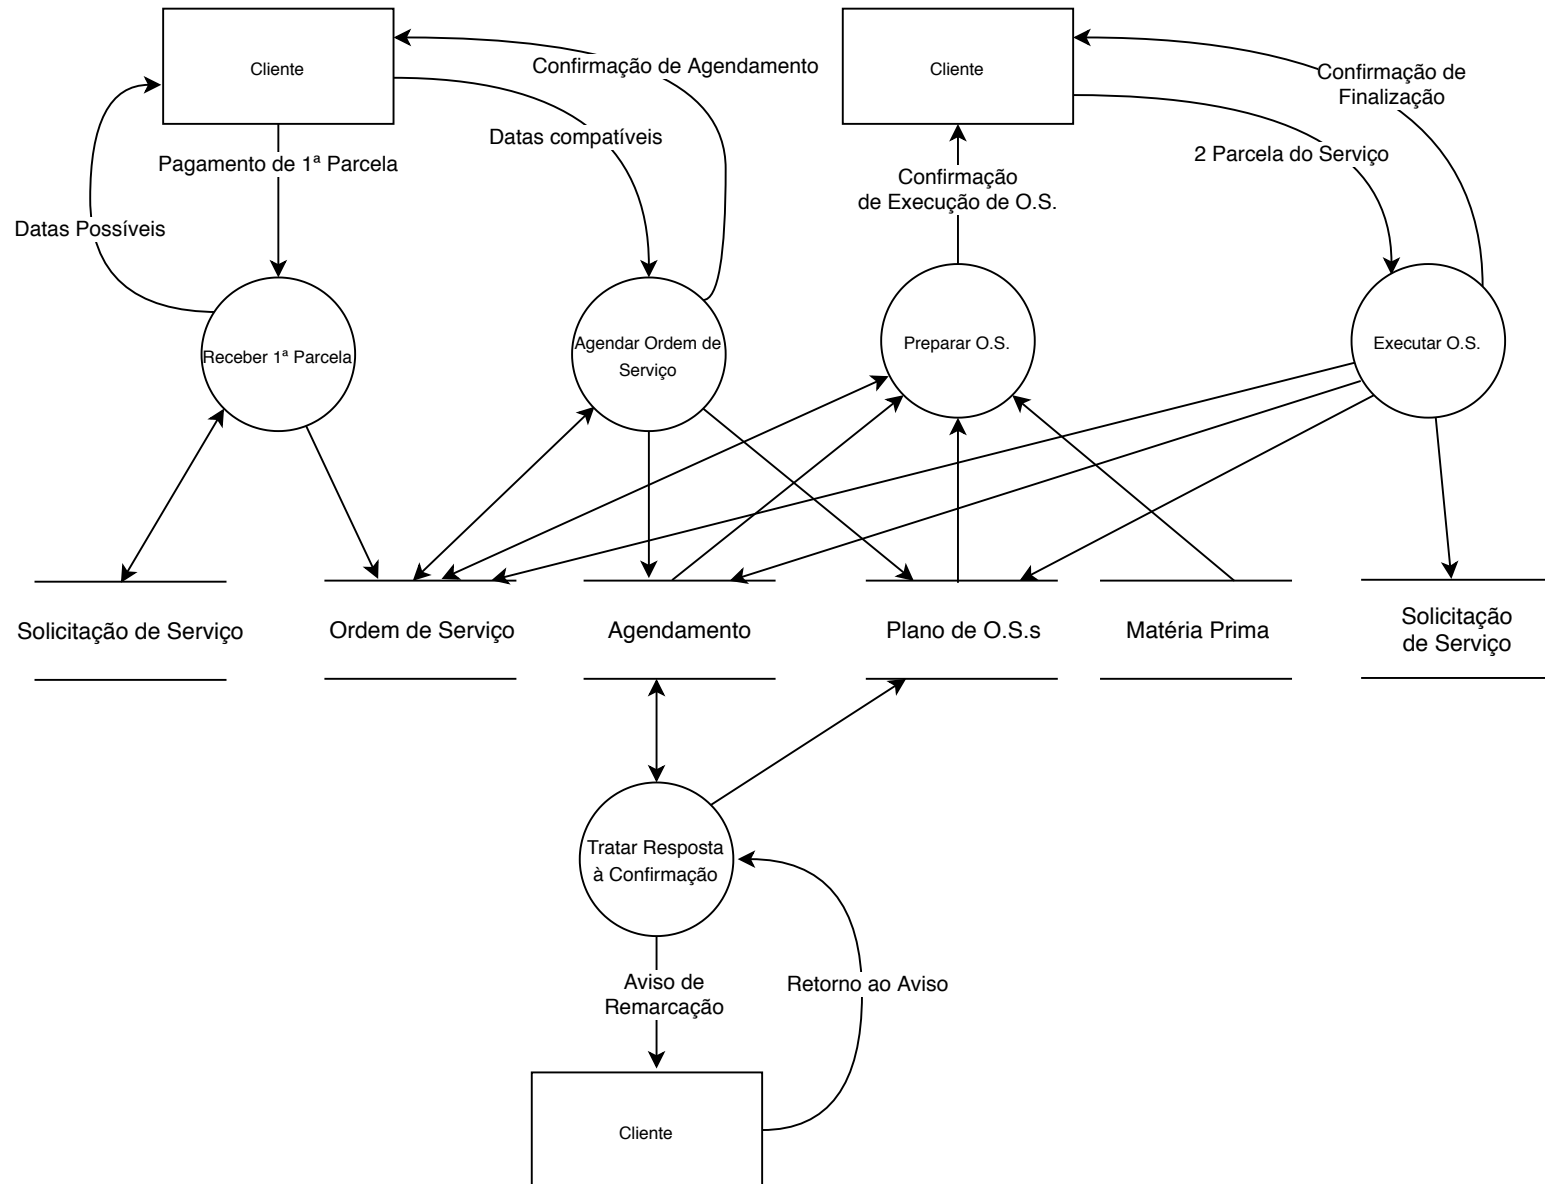 Cliente
Confirmação de Agendamento
Cliente
Confirmação de
Finalização
Datas compatíveis
Pagamento de 1ª Parcela
2 Parcela do Serviço
Confirmação
de Execução de O.S.
Datas Possíveis
Receber 1ª Parcela
Agendar Ordem de
Serviço
Preparar O.S.
Executar O.S.
Solicitação de Serviço
Ordem de Serviço
Agendamento
Plano de O.S.s
Matéria Prima
Solicitação
de Serviço
Tratar Resposta
à Confirmação
Aviso de
Remarcação
Retorno ao Aviso
Cliente